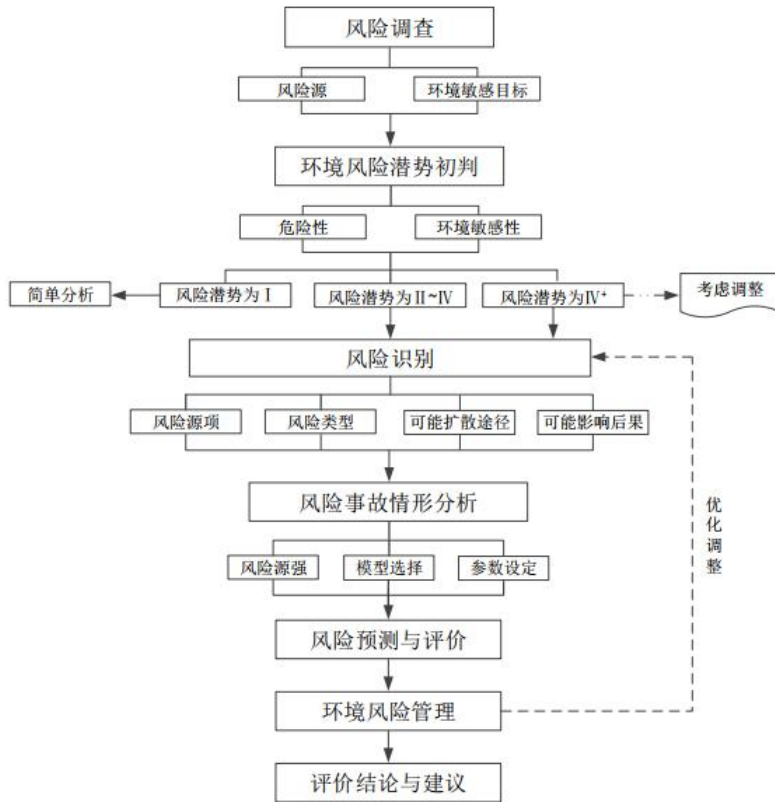 风险调查
风险源
环境敏感目标
环境风险潜势初判
危险性
环境敏感性
简单分析
风险潜势为Ⅰ
风险潜势为Ⅱ~Ⅳ
风险潜势为Ⅳ⁺
考虑调整
风险识别
风险源项
风险类型
可能扩散途径
可能影响后果
风险事故情形分析
优化调整
风险源强
模型选择
参数设定
风险预测与评价
环境风险管理
评价结论与建议